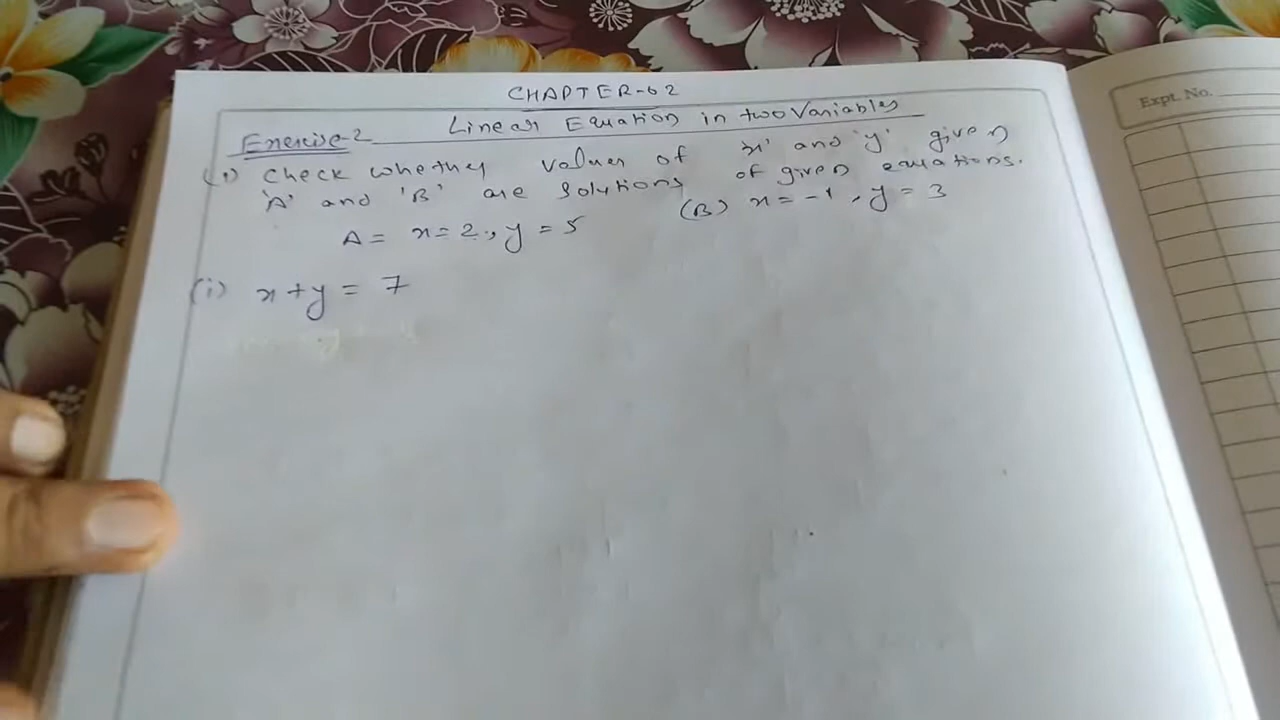 CHAPTER-02
Linear Equation in two Variables
Exercise-2
(1) Check whether values of 'x' and 'y' given
'A' and 'B' are solutions of given equations.
A = x=2, y = 5 (B) x = -1, y = 3
(i) x+y = 7
Expt. No.